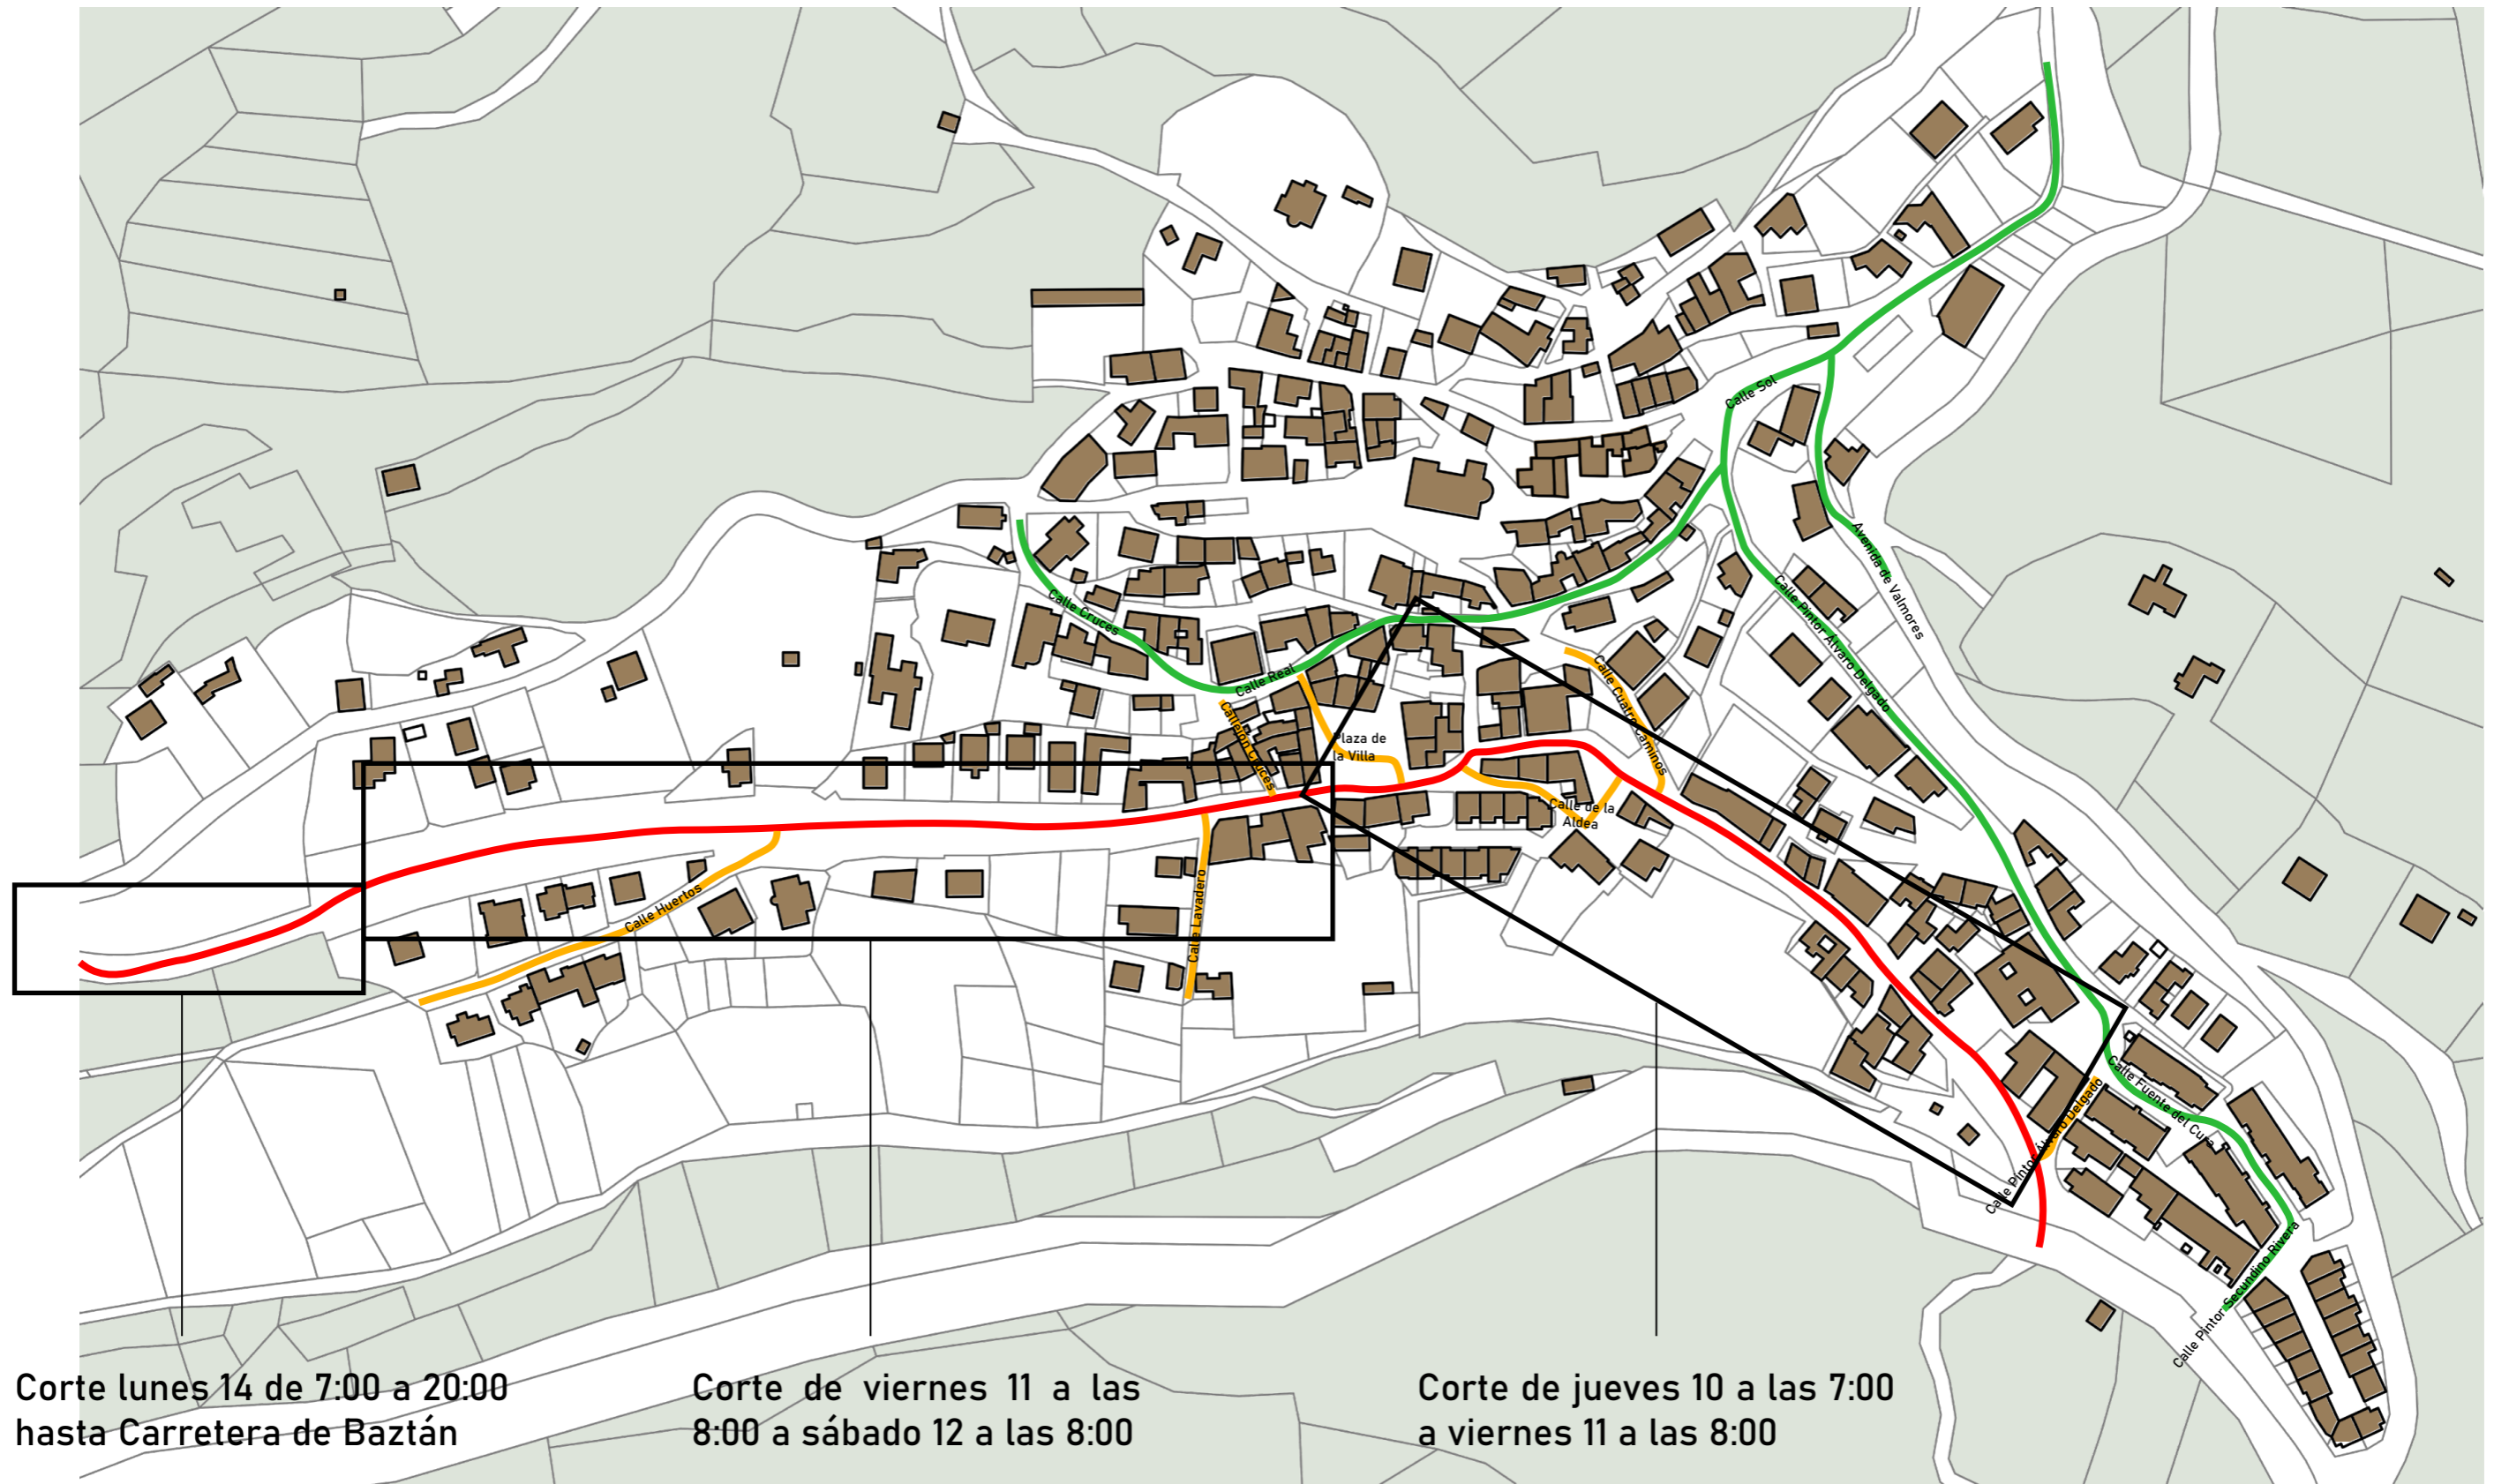 Calle Sol
Avenida de Valmores
Calle Pintor Álvaro Delgado
Calle Cruces
Calle Real
Callejón Cruces
Plaza de
la Villa
Calle Cuatro Caminos
Calle de la
Aldea
Calle Huertos
Calle Lavadero
Calle Fuente del Cura
Calle Pintor Álvaro Delgado
Calle Pintor Secundino Rivera
Corte lunes 14 de 7:00 a 20:00
hasta Carretera de Baztán
Corte de viernes 11 a las
8:00 a sábado 12 a las 8:00
Corte de jueves 10 a las 7:00
a viernes 11 a las 8:00